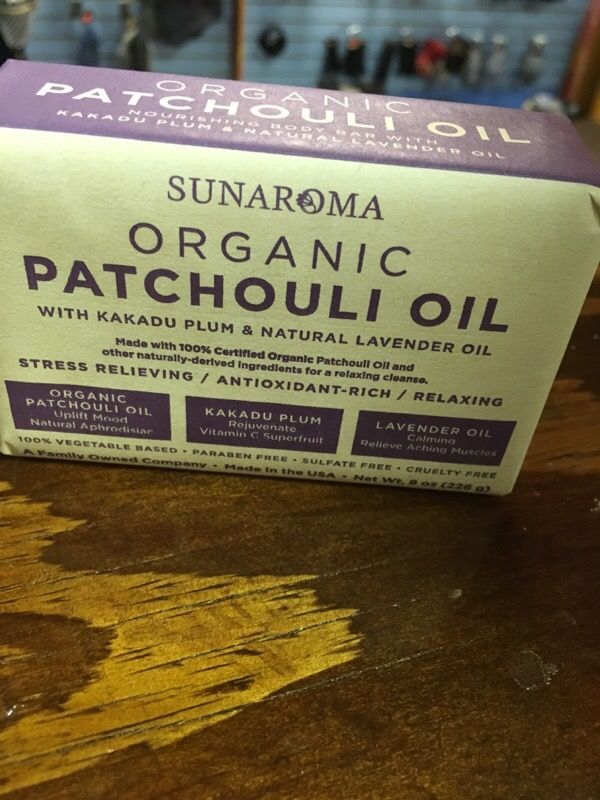 ORGANIC
PATCHOULI OIL
NOURISHING BODY BAR WITH
KAKADU PLUM & NATURAL LAVENDER OIL
SUNAROMA
ORGANIC
PATCHOULI OIL
WITH KAKADU PLUM & NATURAL LAVENDER OIL
Made with 100% Certified Organic Patchouli Oil and
other naturally-derived ingredients for a relaxing cleanse.
STRESS RELIEVING / ANTIOXIDANT-RICH / RELAXING
ORGANIC
PATCHOULI OIL
Uplift Mood
Natural Aphrodisiac
KAKADU PLUM
Rejuvenate
Vitamin C Superfruit
LAVENDER OIL
Calming
Relieve Aching Muscles
100% VEGETABLE BASED • PARABEN FREE • SULFATE FREE • CRUELTY FREE
A Family Owned Company • Made in the USA • Net Wt. 8 oz (226 g)